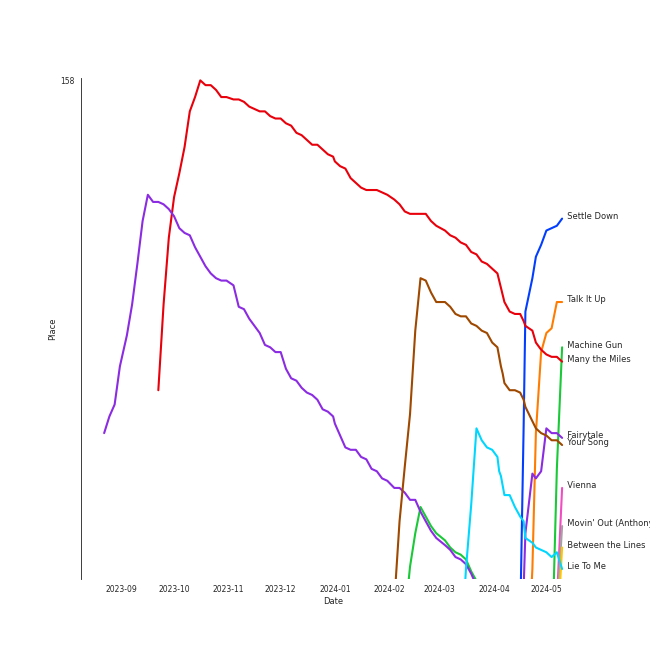 158
Settle Down
Talk It Up
Machine Gun
Many the Miles
Fairytale
Your Song
Vienna
Movin' Out (Anthony
Between the Lines
Lie To Me
Place
2023-09
2023-10
2023-11
2023-12
2024-01
2024-02
2024-03
2024-04
2024-05
Date